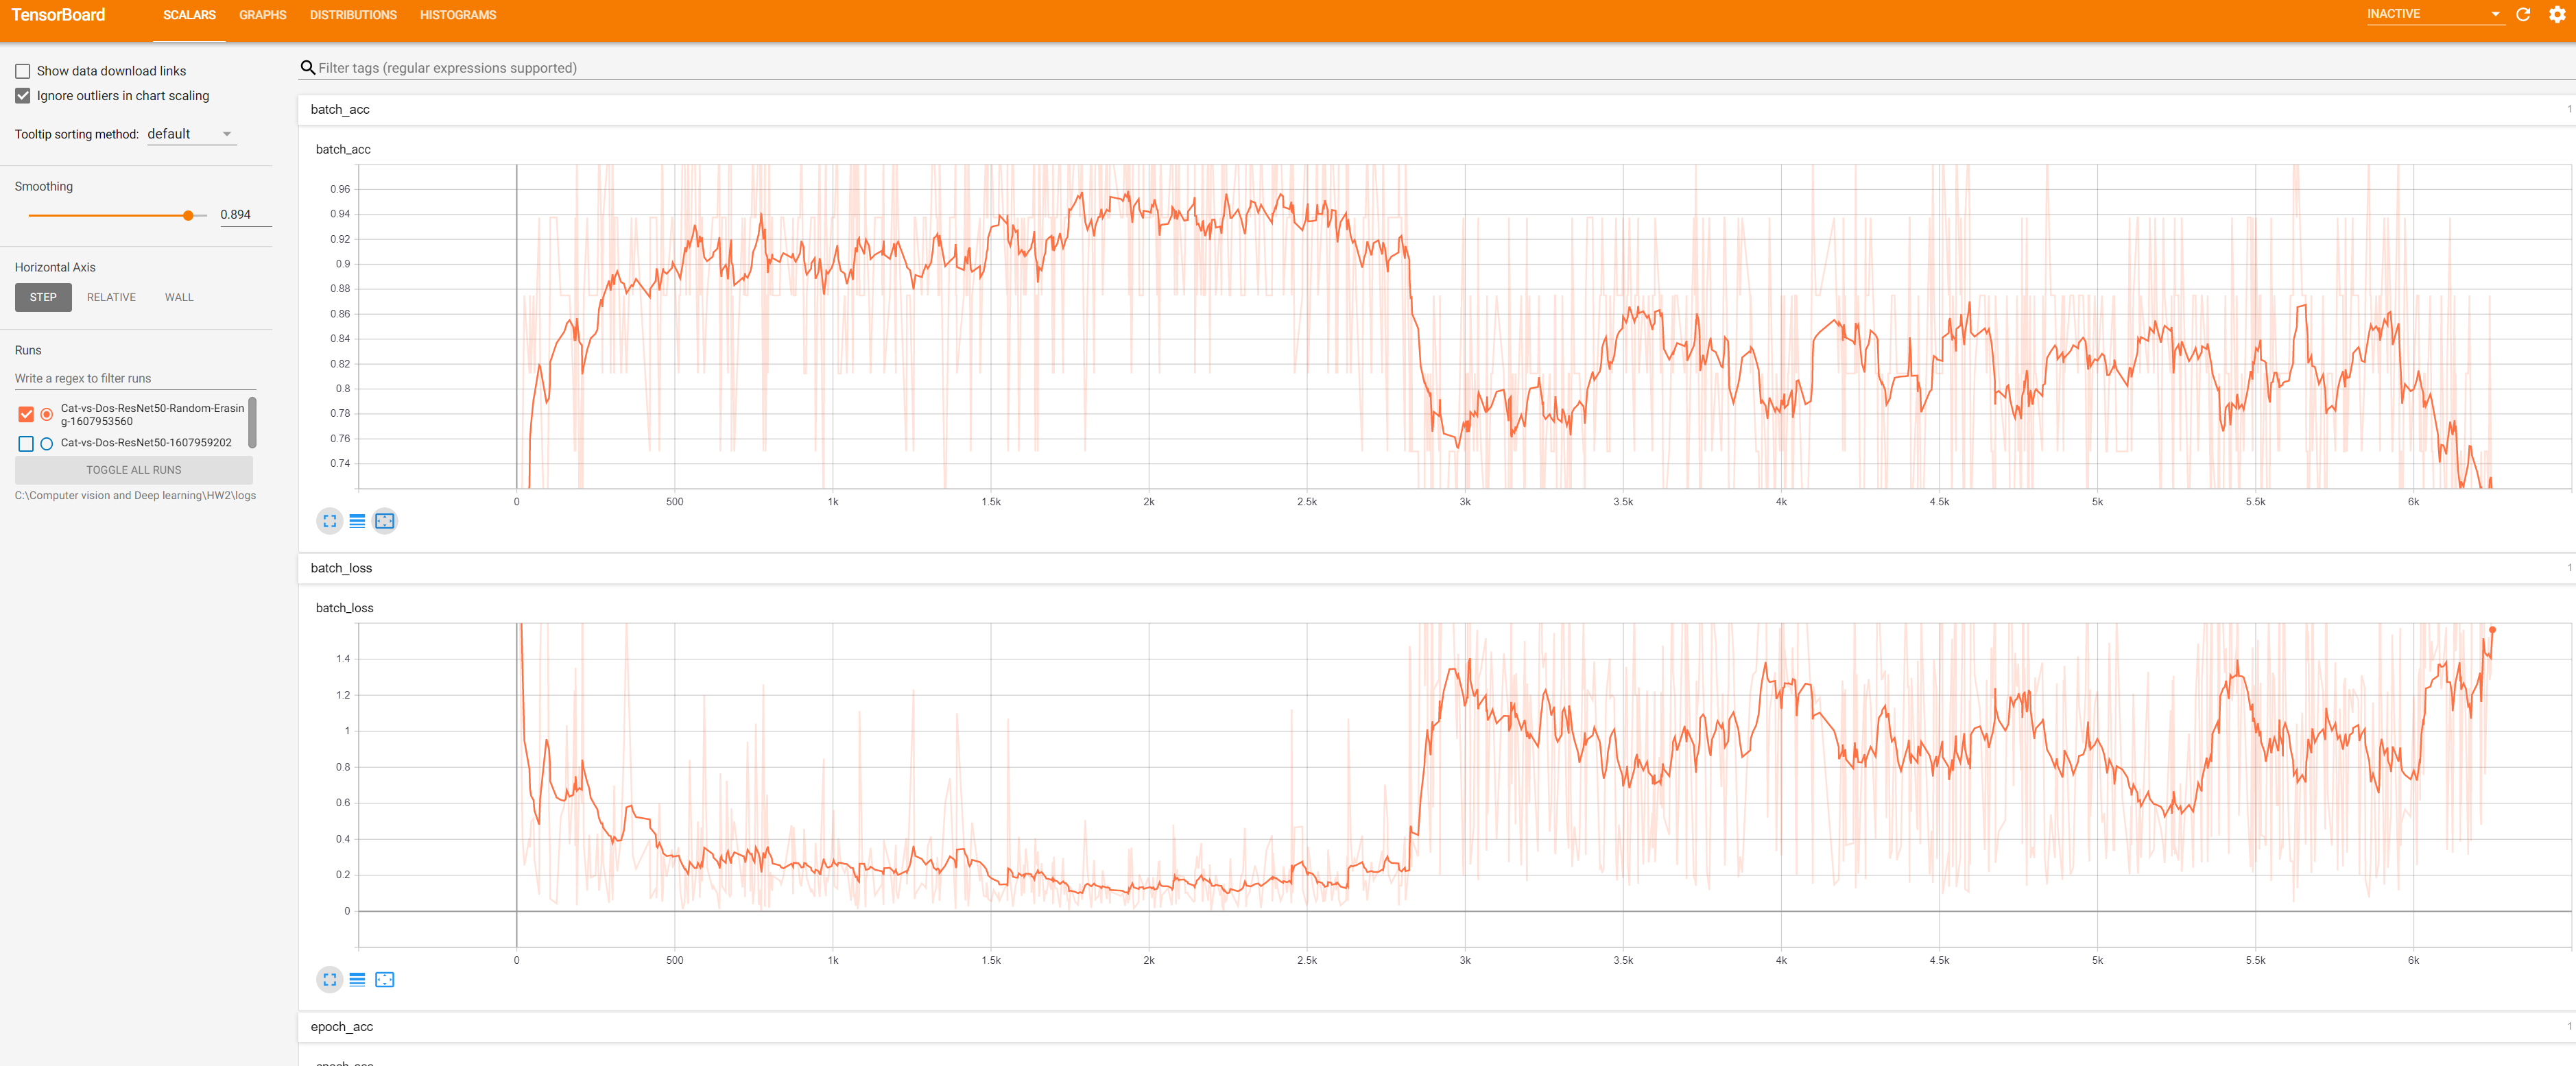 TensorBoard
SCALARS GRAPHS DISTRIBUTIONS HISTOGRAMS
INACTIVE
Show data download links
Ignore outliers in chart scaling
Tooltip sorting method: default
Smoothing
0.894
Horizontal Axis
STEP RELATIVE WALL
Runs
Write a regex to filter runs
Cat-vs-Dos-ResNet50-Random-Erasin
g-1607953560
Cat-vs-Dos-ResNet50-1607959202
TOGGLE ALL RUNS
C:\Computer vision and Deep learning\HW2\logs
Filter tags (regular expressions supported)
batch_acc
1
batch_acc
0.96
0.94
0.92
0.9
0.88
0.86
0.84
0.82
0.8
0.78
0.76
0.74
0 500 1k 1.5k 2k 2.5k 3k 3.5k 4k 4.5k 5k 5.5k 6k
batch_loss
1
batch_loss
1.4
1.2
1
0.8
0.6
0.4
0.2
0
0 500 1k 1.5k 2k 2.5k 3k 3.5k 4k 4.5k 5k 5.5k 6k
epoch_acc
1